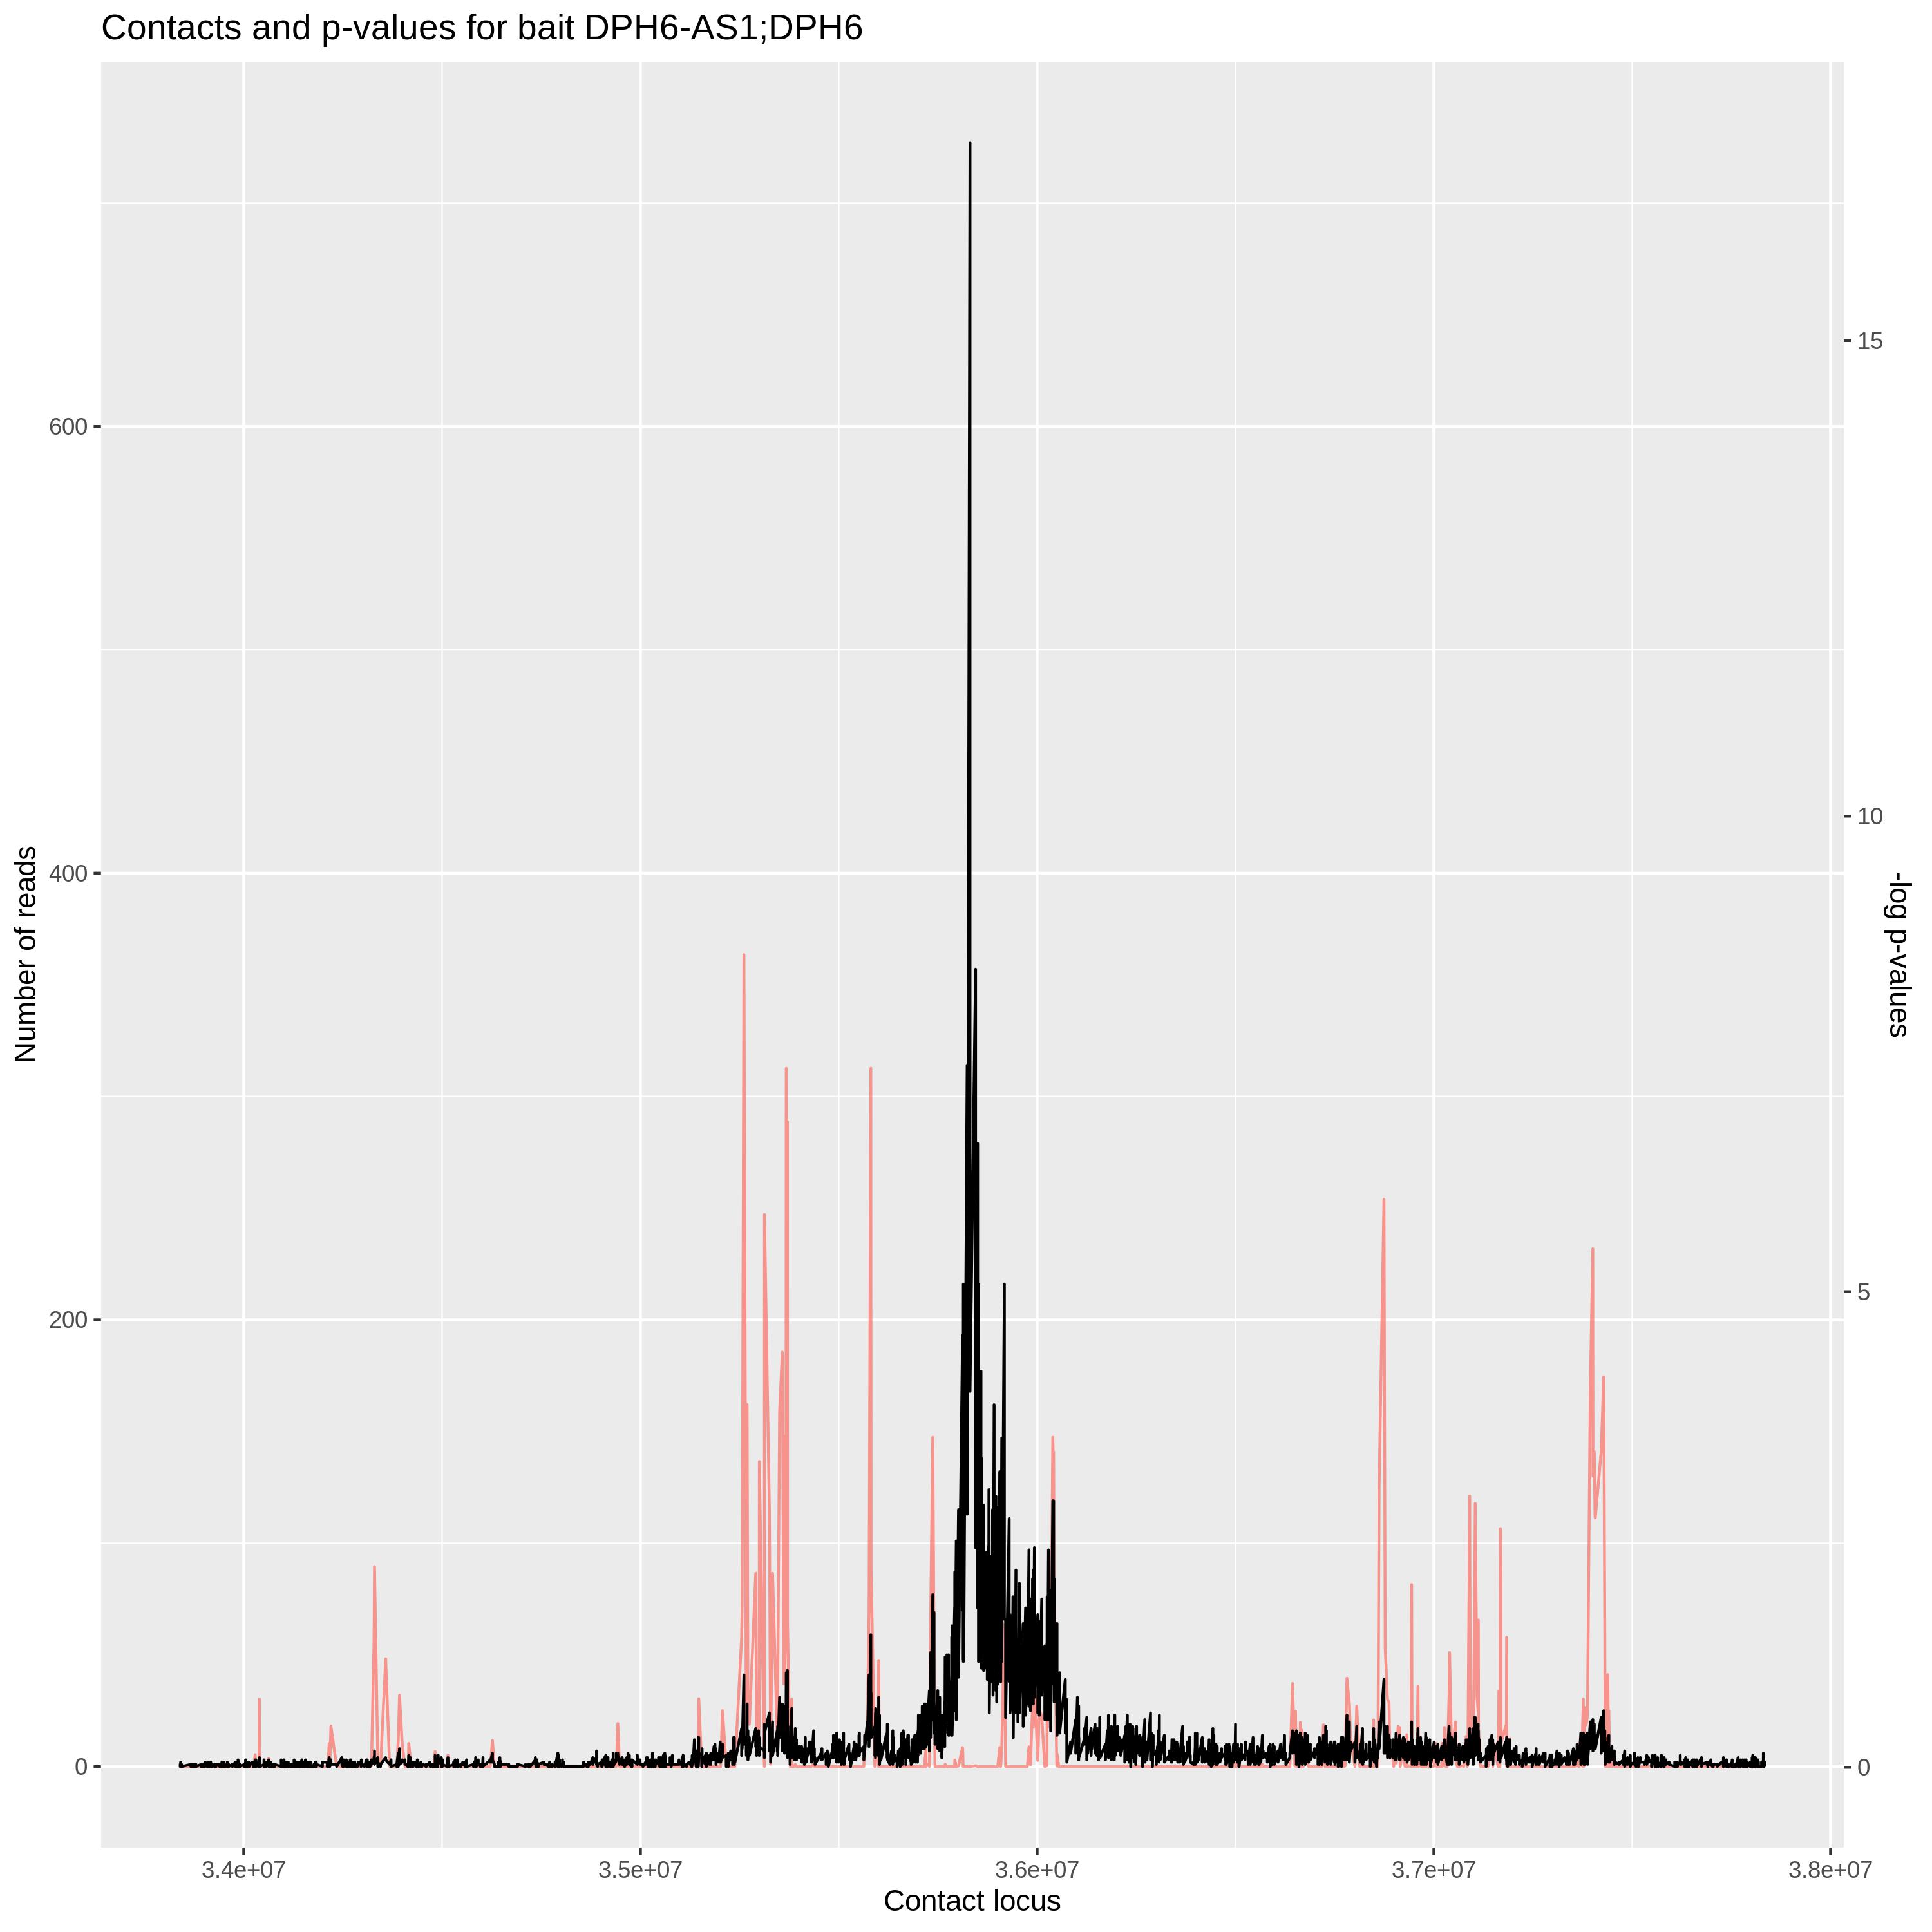 Contacts and p-values for bait DPH6-AS1;DPH6
Number of reads
600
400
200
0
15
10
5
0
-log p-values
3.4e+07 3.5e+07 3.6e+07 3.7e+07 3.8e+07
Contact locus